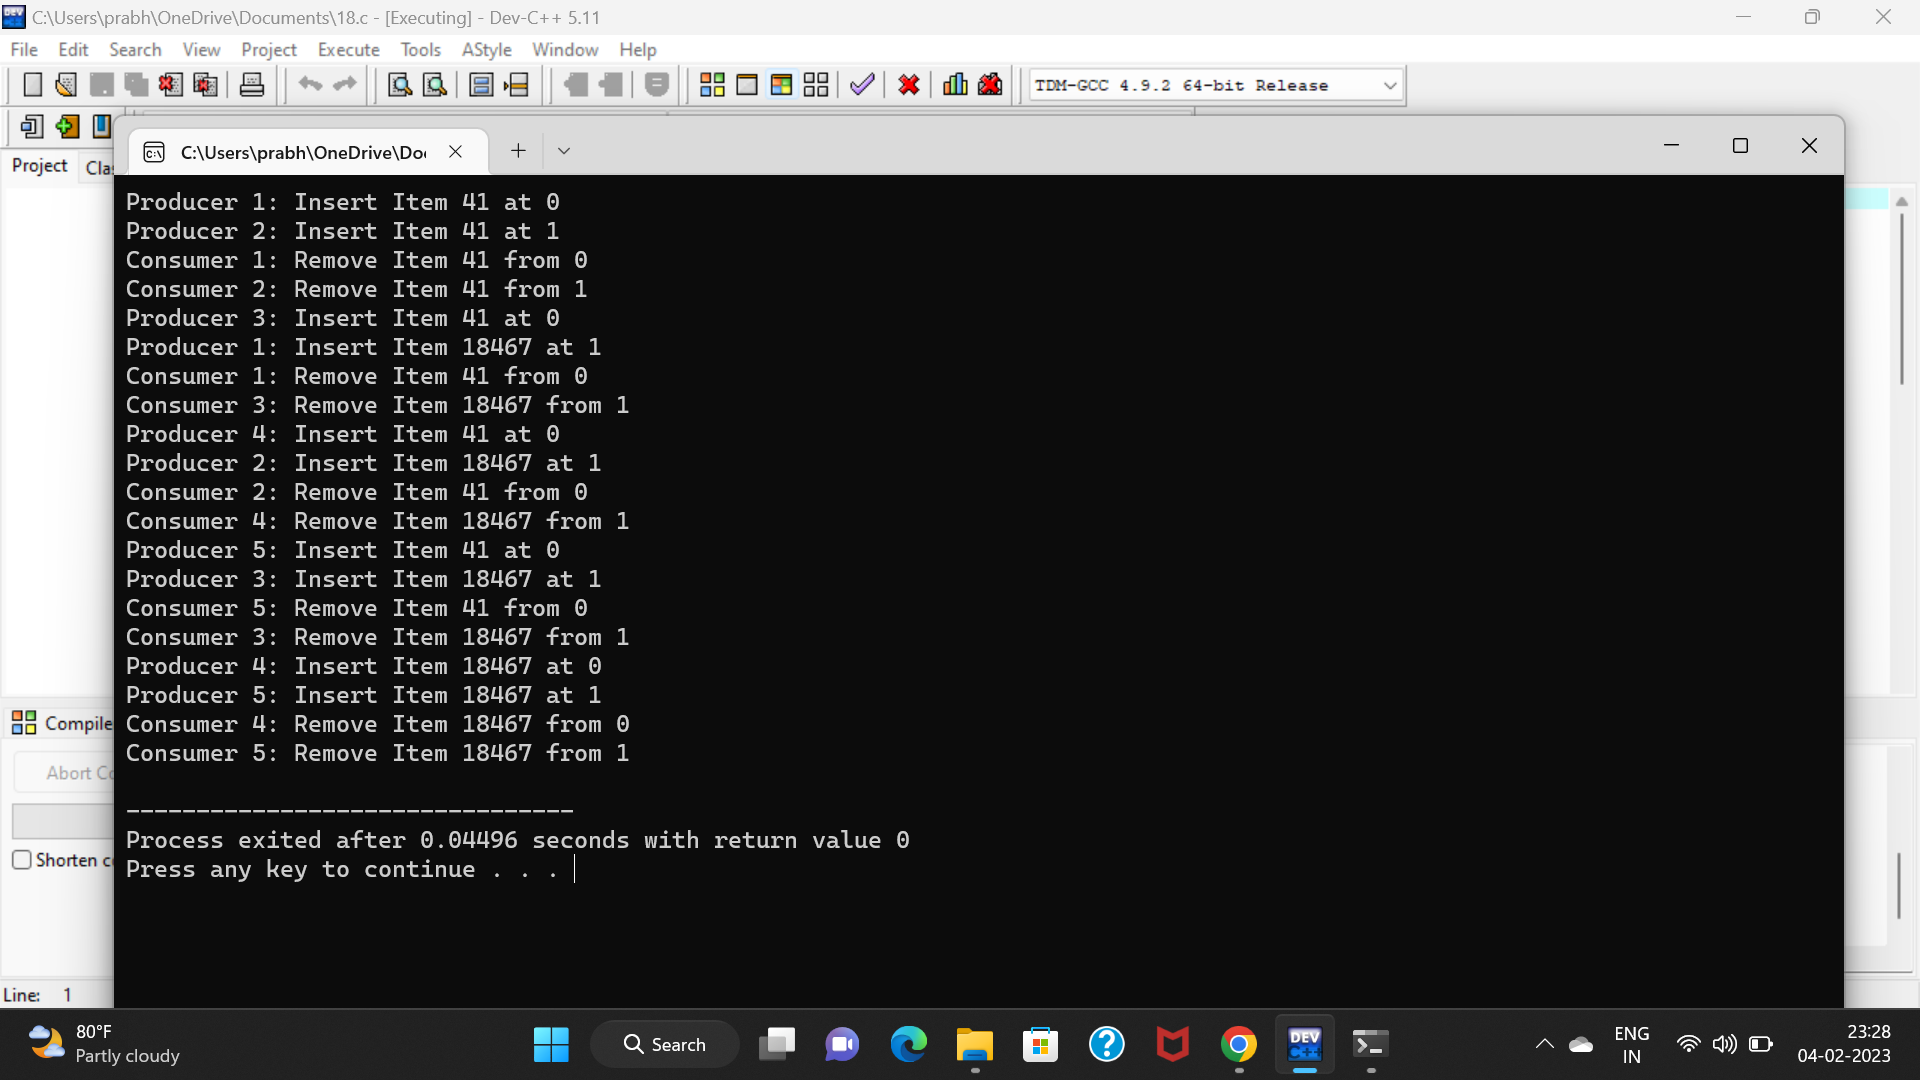 C:\Users\prabh\OneDrive\Documents\18.c - [Executing] - Dev-C++ 5.11
File Edit Search View Project Execute Tools AStyle Window Help
TDM-GCC 4.9.2 64-bit Release
C:\Users\prabh\OneDrive\Do
Project
Producer 1: Insert Item 41 at 0
Producer 2: Insert Item 41 at 1
Consumer 1: Remove Item 41 from 0
Consumer 2: Remove Item 41 from 1
Producer 3: Insert Item 41 at 0
Producer 1: Insert Item 18467 at 1
Consumer 1: Remove Item 41 from 0
Consumer 3: Remove Item 18467 from 1
Producer 4: Insert Item 41 at 0
Producer 2: Insert Item 18467 at 1
Consumer 2: Remove Item 41 from 0
Consumer 4: Remove Item 18467 from 1
Producer 5: Insert Item 41 at 0
Producer 3: Insert Item 18467 at 1
Consumer 5: Remove Item 41 from 0
Consumer 3: Remove Item 18467 from 1
Producer 4: Insert Item 18467 at 0
Producer 5: Insert Item 18467 at 1
Consumer 4: Remove Item 18467 from 0
Consumer 5: Remove Item 18467 from 1
--------------------------------
Process exited after 0.04496 seconds with return value 0
Press any key to continue . . .
Compile
Abort
Shorten
Line: 1
80°F
Partly cloudy
Search
DEV
C++
ENG
IN
23:28
04-02-2023